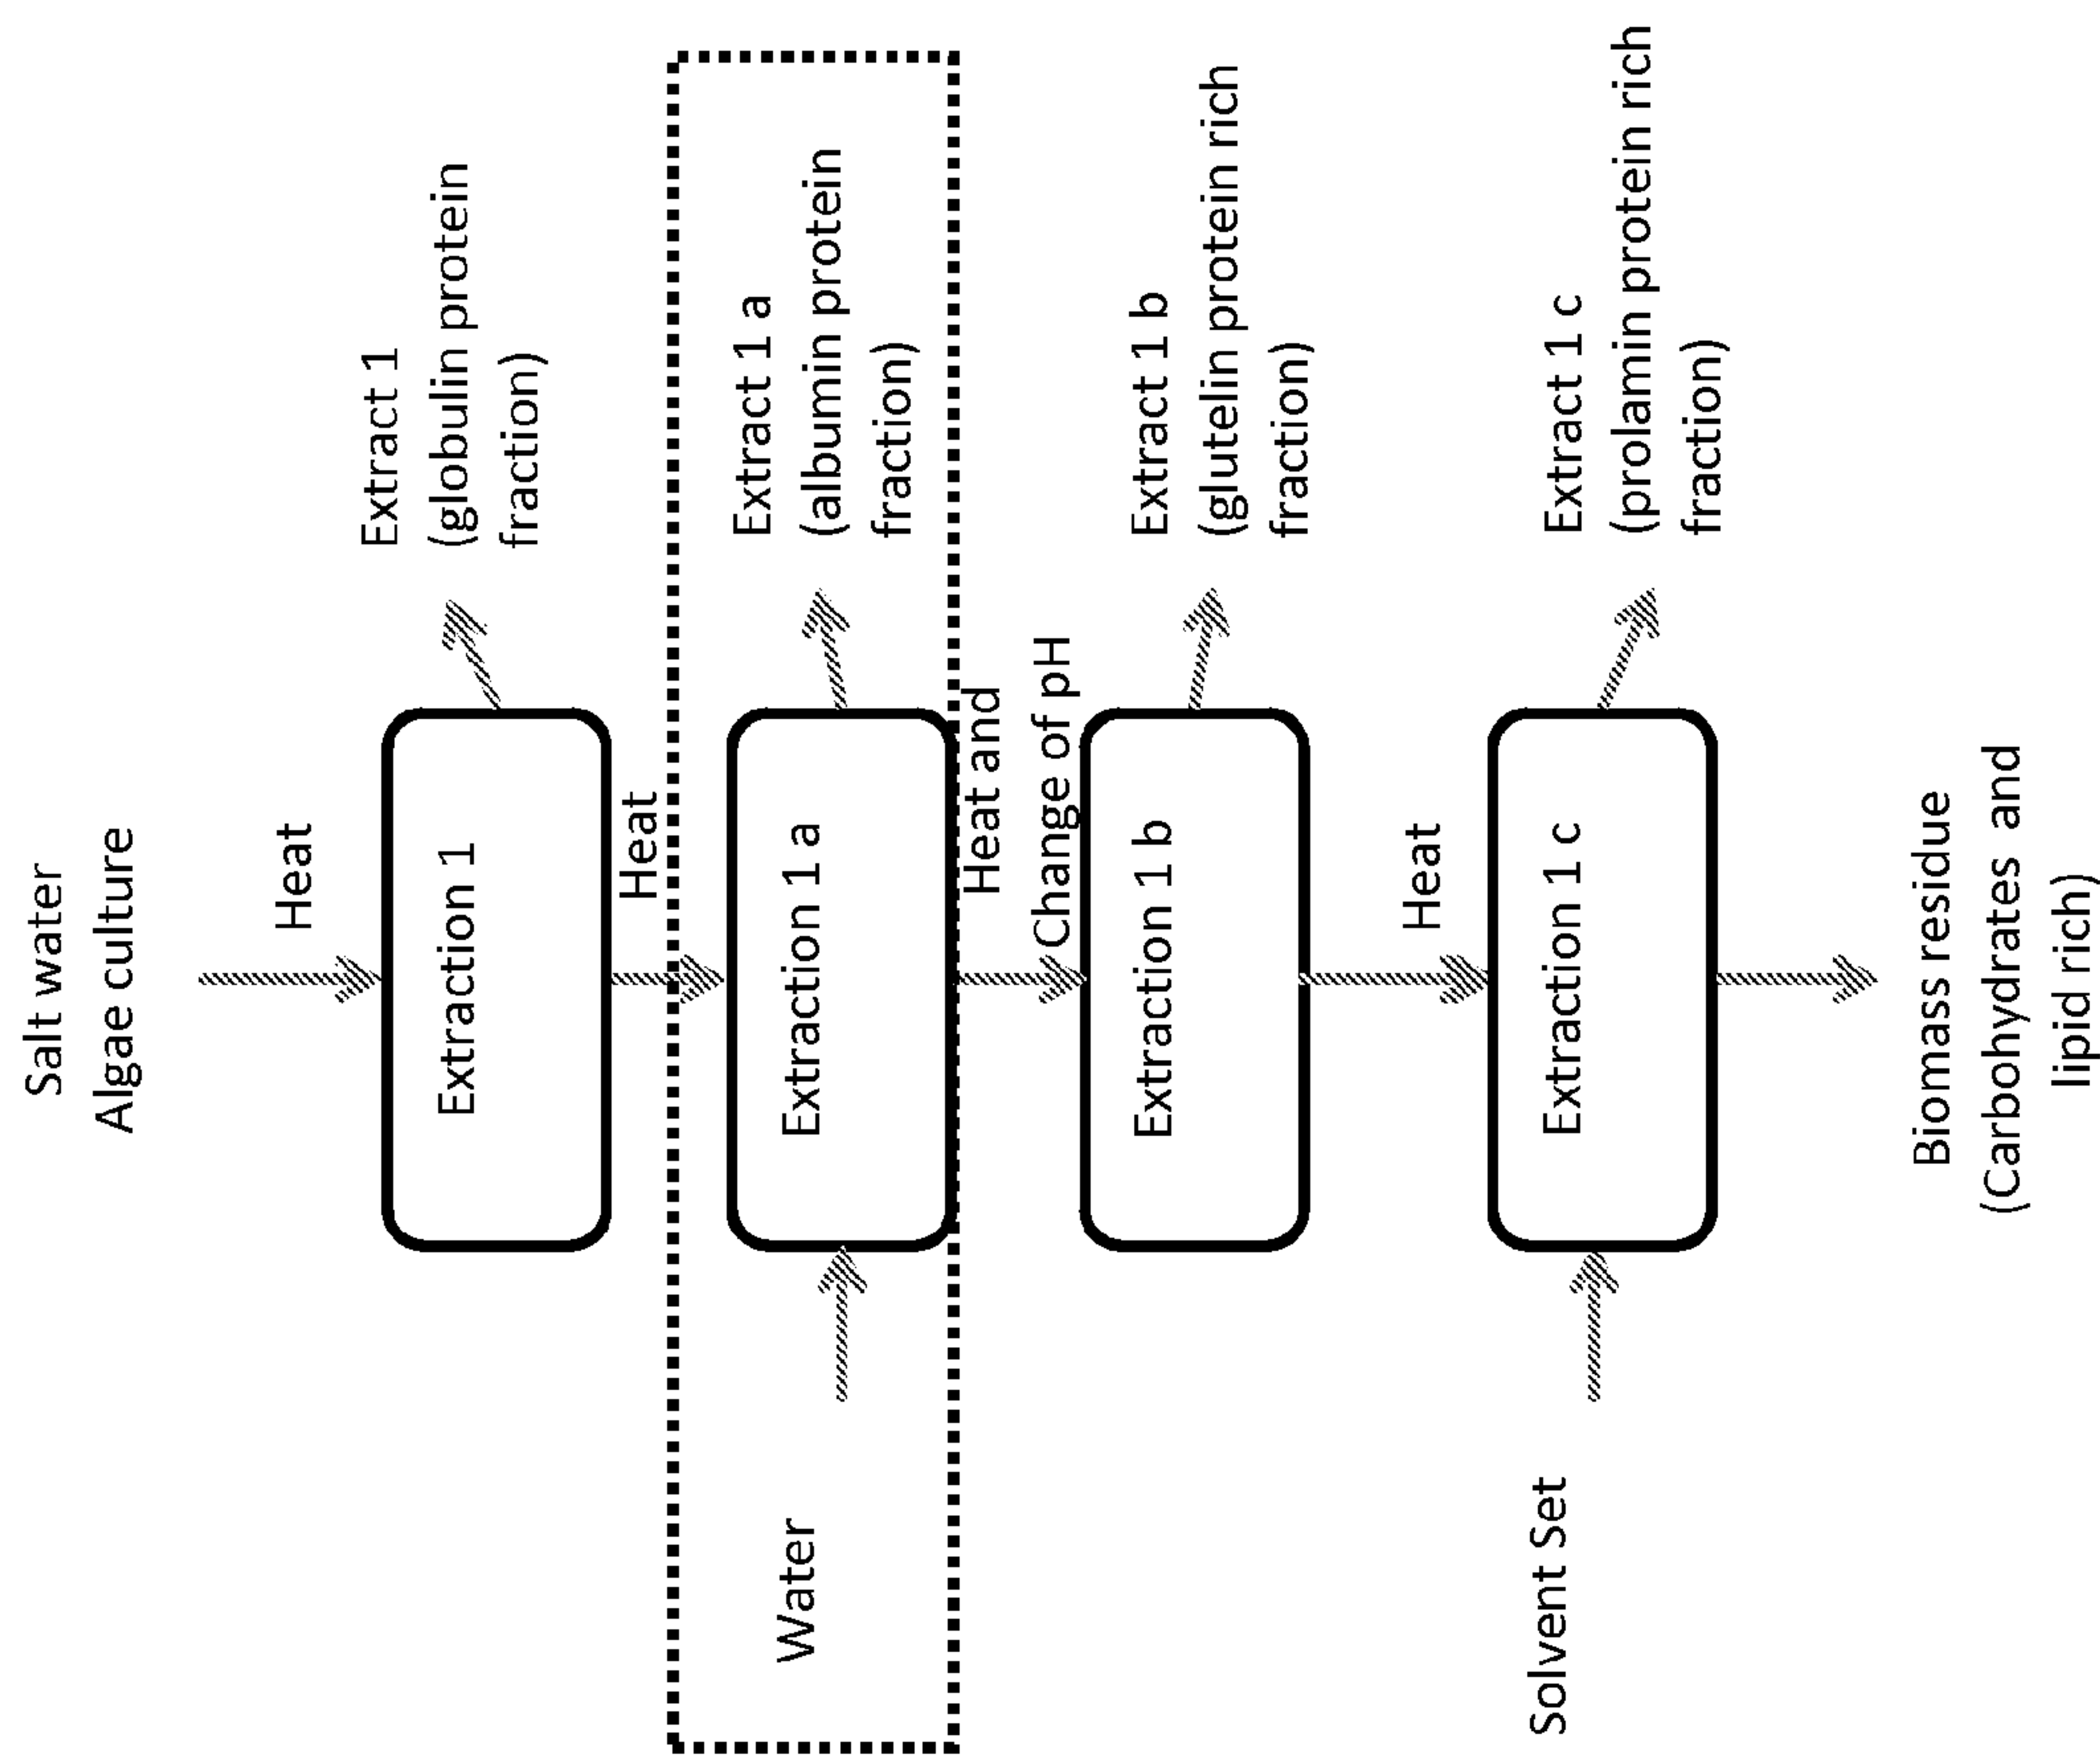 Salt water
Algae culture
Heat
Extraction 1
Extract 1
(globulin protein
fraction)
Heat
Water
Extraction 1 a
Extract 1 a
(albumin protein
fraction)
Heat and
Change of pH
Extraction 1 b
Extract 1 b
(glutelin protein rich
fraction)
Heat
Solvent Set
Extraction 1 c
Extract 1 c
(prolamin protein rich
fraction)
Biomass residue
(Carbohydrates and
lipid rich)